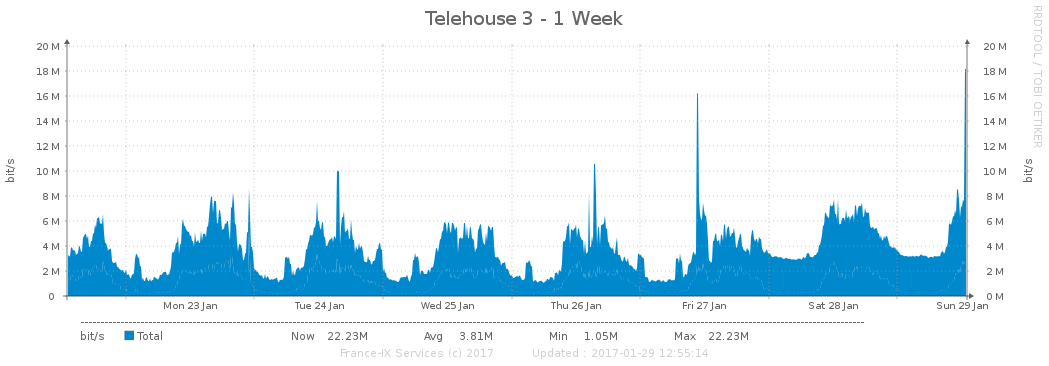 Telehouse 3 - 1 Week
RRDTOOL / TOBI OETIKER
bit/s
bit/s
20 M 20 M
18 M 18 M
16 M 16 M
14 M 14 M
12 M 12 M
10 M 10 M
8 M 8 M
6 M 6 M
4 M 4 M
2 M 2 M
0 0 M
Mon 23 Jan Tue 24 Jan Wed 25 Jan Thu 26 Jan Fri 27 Jan Sat 28 Jan Sun 29 Jan
bit/s Total Now 22.23M Avg 3.81M Min 1.05M Max 22.23M
France-IX Services (c) 2017 Updated : 2017-01-29 12:55:14